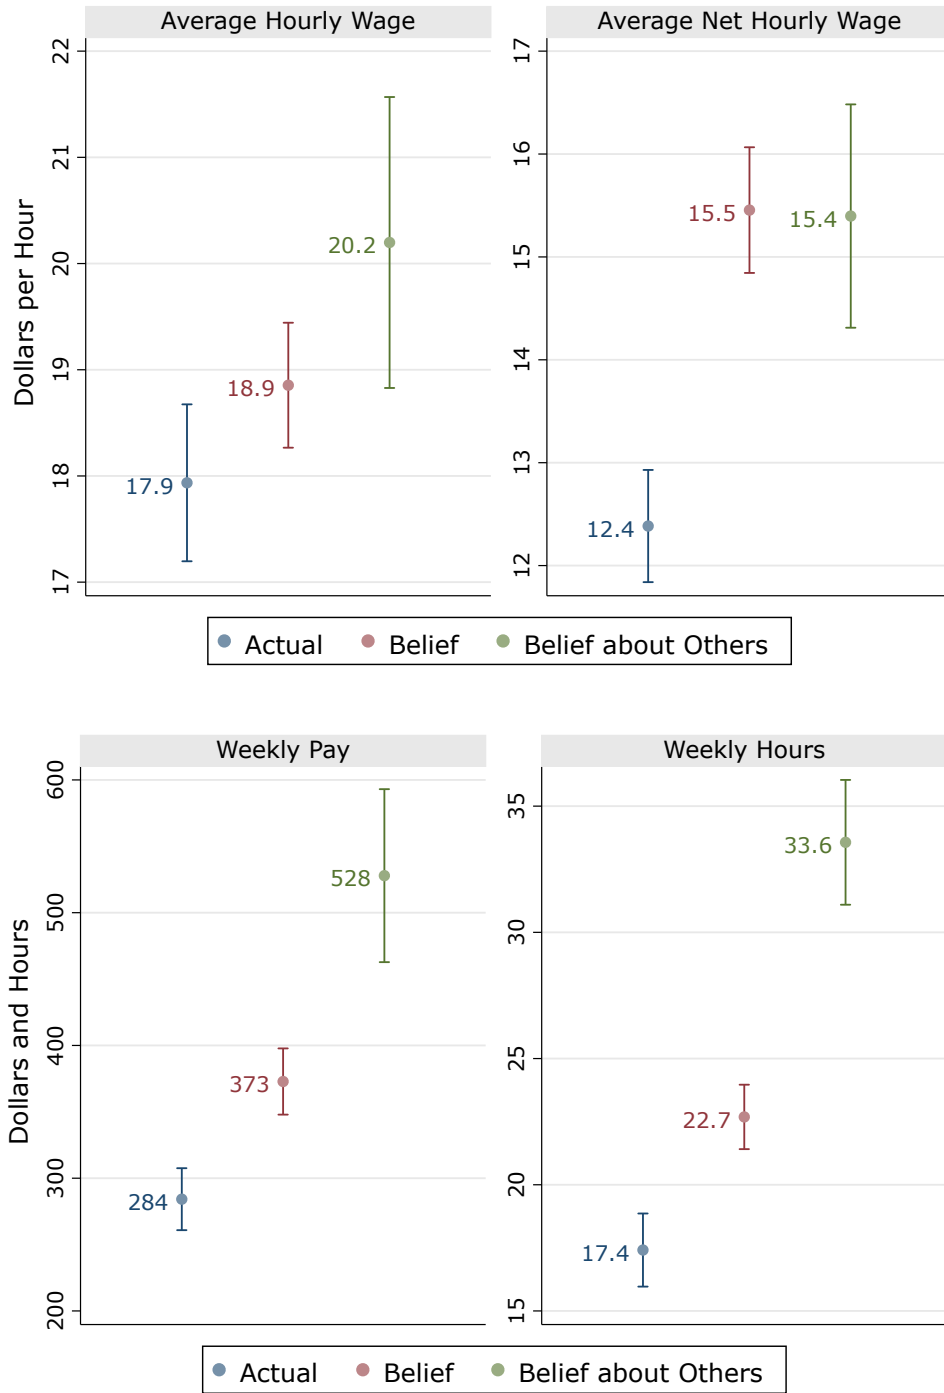 Average Hourly Wage
Average Net Hourly Wage
Dollars per Hour
22
21
20
19
18
17
20.2
18.9
17.9
17
16
15
14
13
12
15.5
15.4
12.4
Actual
Belief
Belief about Others
Weekly Pay
Weekly Hours
Dollars and Hours
600
500
400
300
200
528
373
284
35
30
25
20
15
33.6
22.7
17.4
Actual
Belief
Belief about Others